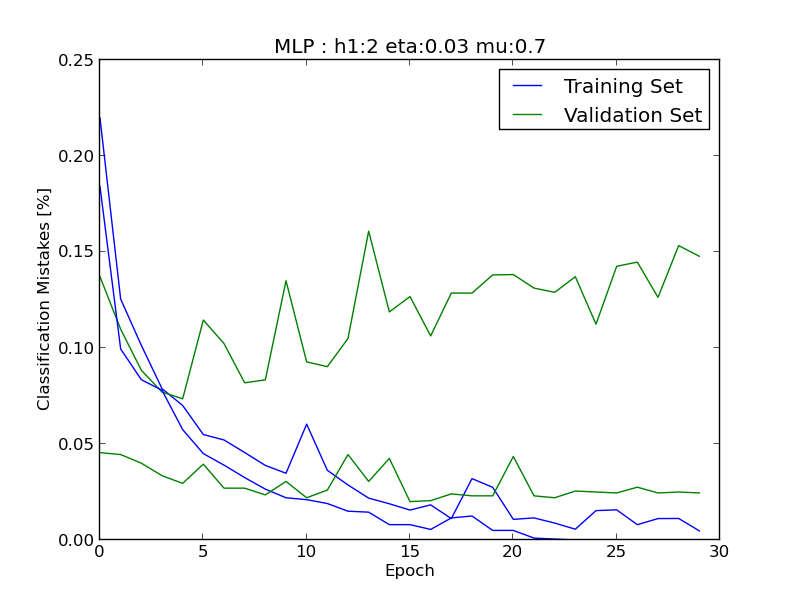 MLP : h1:2 eta:0.03 mu:0.7
Training Set
Validation Set
0.25
0.20
0.15
0.10
0.05
0.00
Classification Mistakes [%]
0 5 10 15 20 25 30
Epoch